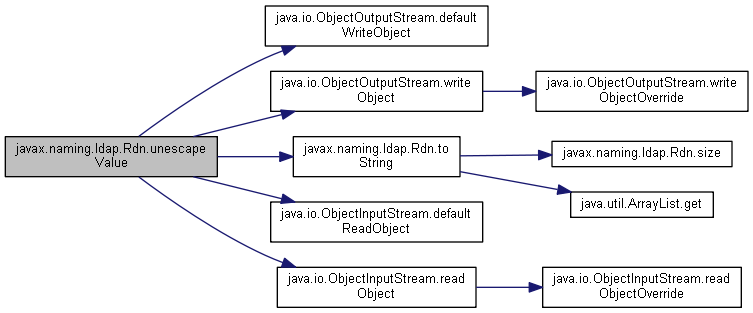 javax.naming.ldap.Rdn.unescape
Value
java.io.ObjectOutputStream.default
WriteObject
java.io.ObjectOutputStream.write
Object
java.io.ObjectOutputStream.write
ObjectOverride
javax.naming.ldap.Rdn.to
String
javax.naming.ldap.Rdn.size
java.util.ArrayList.get
java.io.ObjectInputStream.default
ReadObject
java.io.ObjectInputStream.read
Object
java.io.ObjectInputStream.read
ObjectOverride